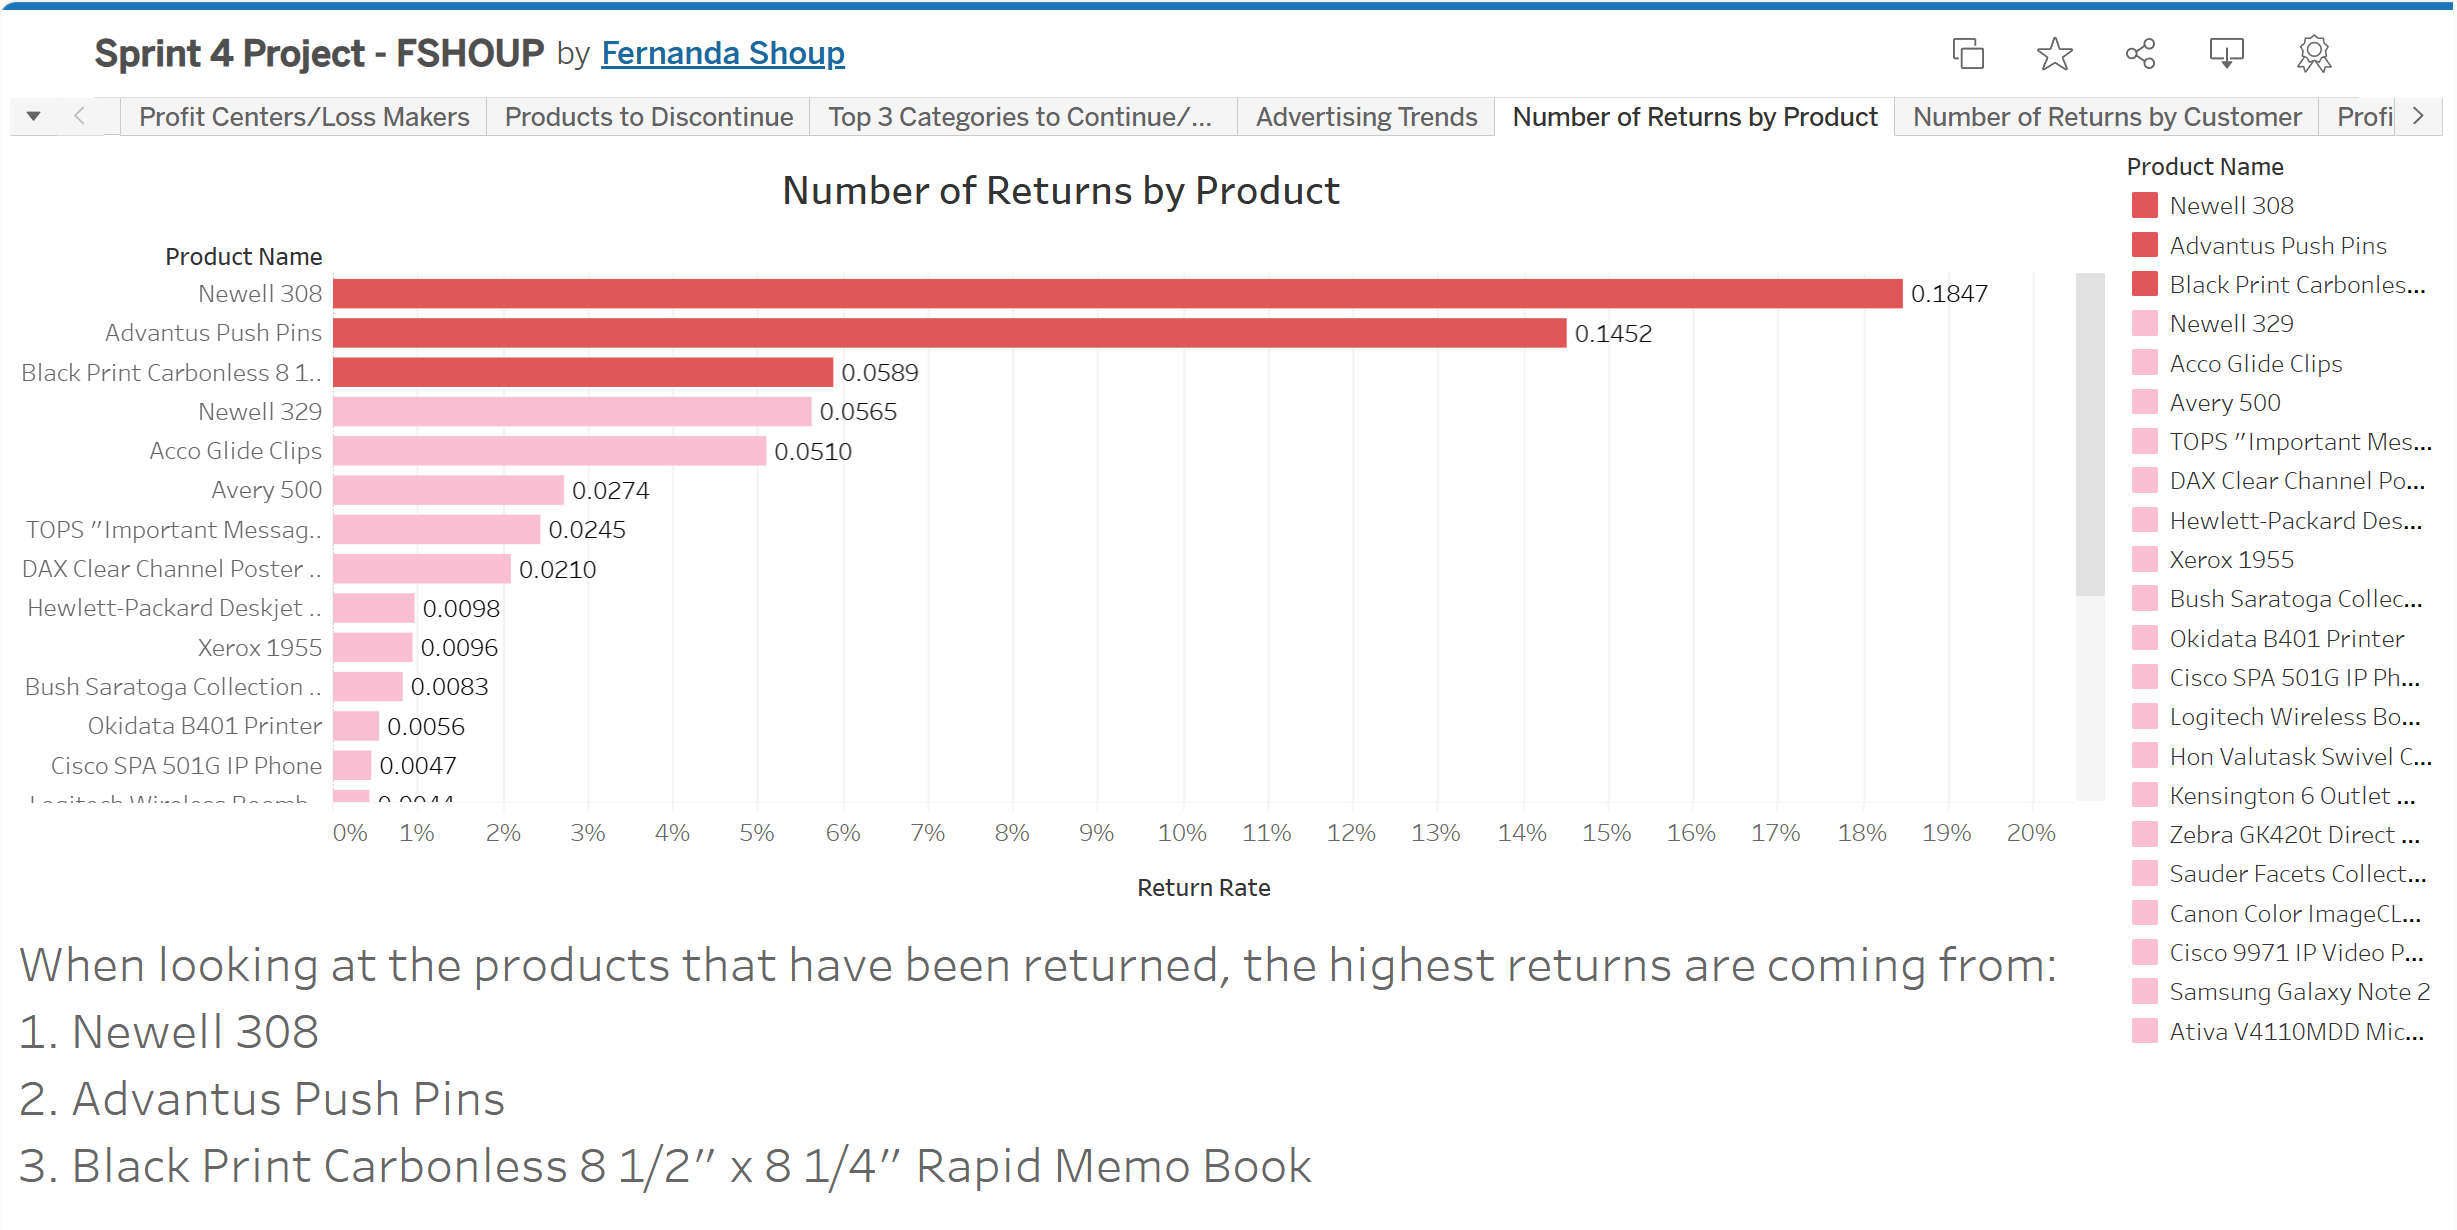 Sprint 4 Project - FSHOUP by Fernanda Shoup
Profit Centers/Loss Makers
Products to Discontinue
Top 3 Categories to Continue/...
Advertising Trends
Number of Returns by Product
Number of Returns by Customer
Profi
Number of Returns by Product
Product Name
Newell 308 0.1847
Advantus Push Pins 0.1452
Black Print Carbonless 8 1.. 0.0589
Newell 329 0.0565
Acco Glide Clips 0.0510
Avery 500 0.0274
TOPS "Important Messag.. 0.0245
DAX Clear Channel Poster .. 0.0210
Hewlett-Packard Deskjet .. 0.0098
Xerox 1955 0.0096
Bush Saratoga Collection .. 0.0083
Okidata B401 Printer 0.0056
Cisco SPA 501G IP Phone 0.0047
Logitech Wireless Boomb.. 0.0044
0% 1% 2% 3% 4% 5% 6% 7% 8% 9% 10% 11% 12% 13% 14% 15% 16% 17% 18% 19% 20%
Return Rate
Product Name
Newell 308
Advantus Push Pins
Black Print Carbonles...
Newell 329
Acco Glide Clips
Avery 500
TOPS "Important Mes...
DAX Clear Channel Po...
Hewlett-Packard Des...
Xerox 1955
Bush Saratoga Collec...
Okidata B401 Printer
Cisco SPA 501G IP Ph...
Logitech Wireless Bo...
Hon Valutask Swivel C...
Kensington 6 Outlet ...
Zebra GK420t Direct ...
Sauder Facets Collect...
Canon Color ImageCL...
Cisco 9971 IP Video P...
Samsung Galaxy Note 2
Ativa V4110MDD Mic...
When looking at the products that have been returned, the highest returns are coming from:
1. Newell 308
2. Advantus Push Pins
3. Black Print Carbonless 8 1/2" x 8 1/4" Rapid Memo Book